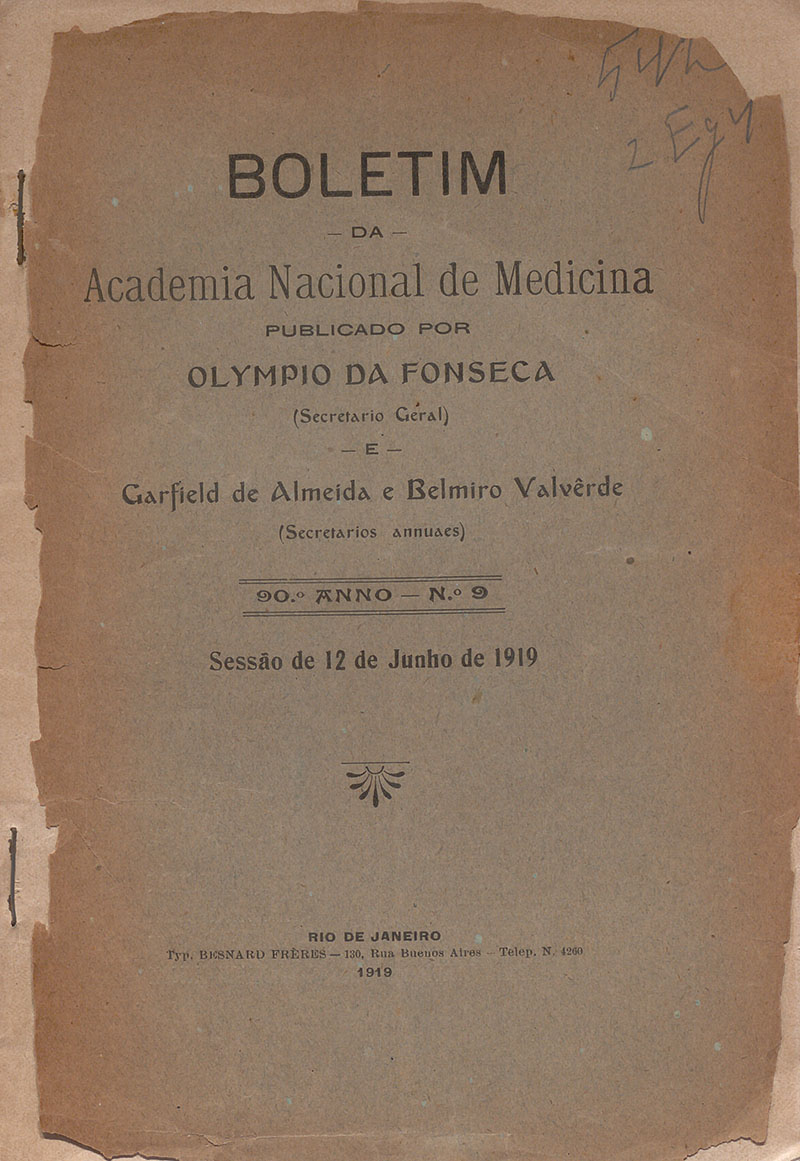 BOLETIM
— DA —
Academia Nacional de Medicina
PUBLICADO POR
OLYMPIO DA FONSECA
(Secretario Geral)
— E —
Garfield de Almeida e Belmiro Valvêrde
(Secretarios annuaes)
90.º ANNO — N.º 9
Sessão de 12 de Junho de 1919
RIO DE JANEIRO
Typ. BESNARD FRÈRES — 130, Rua Buenos Aires — Telep. N. 4260
1919